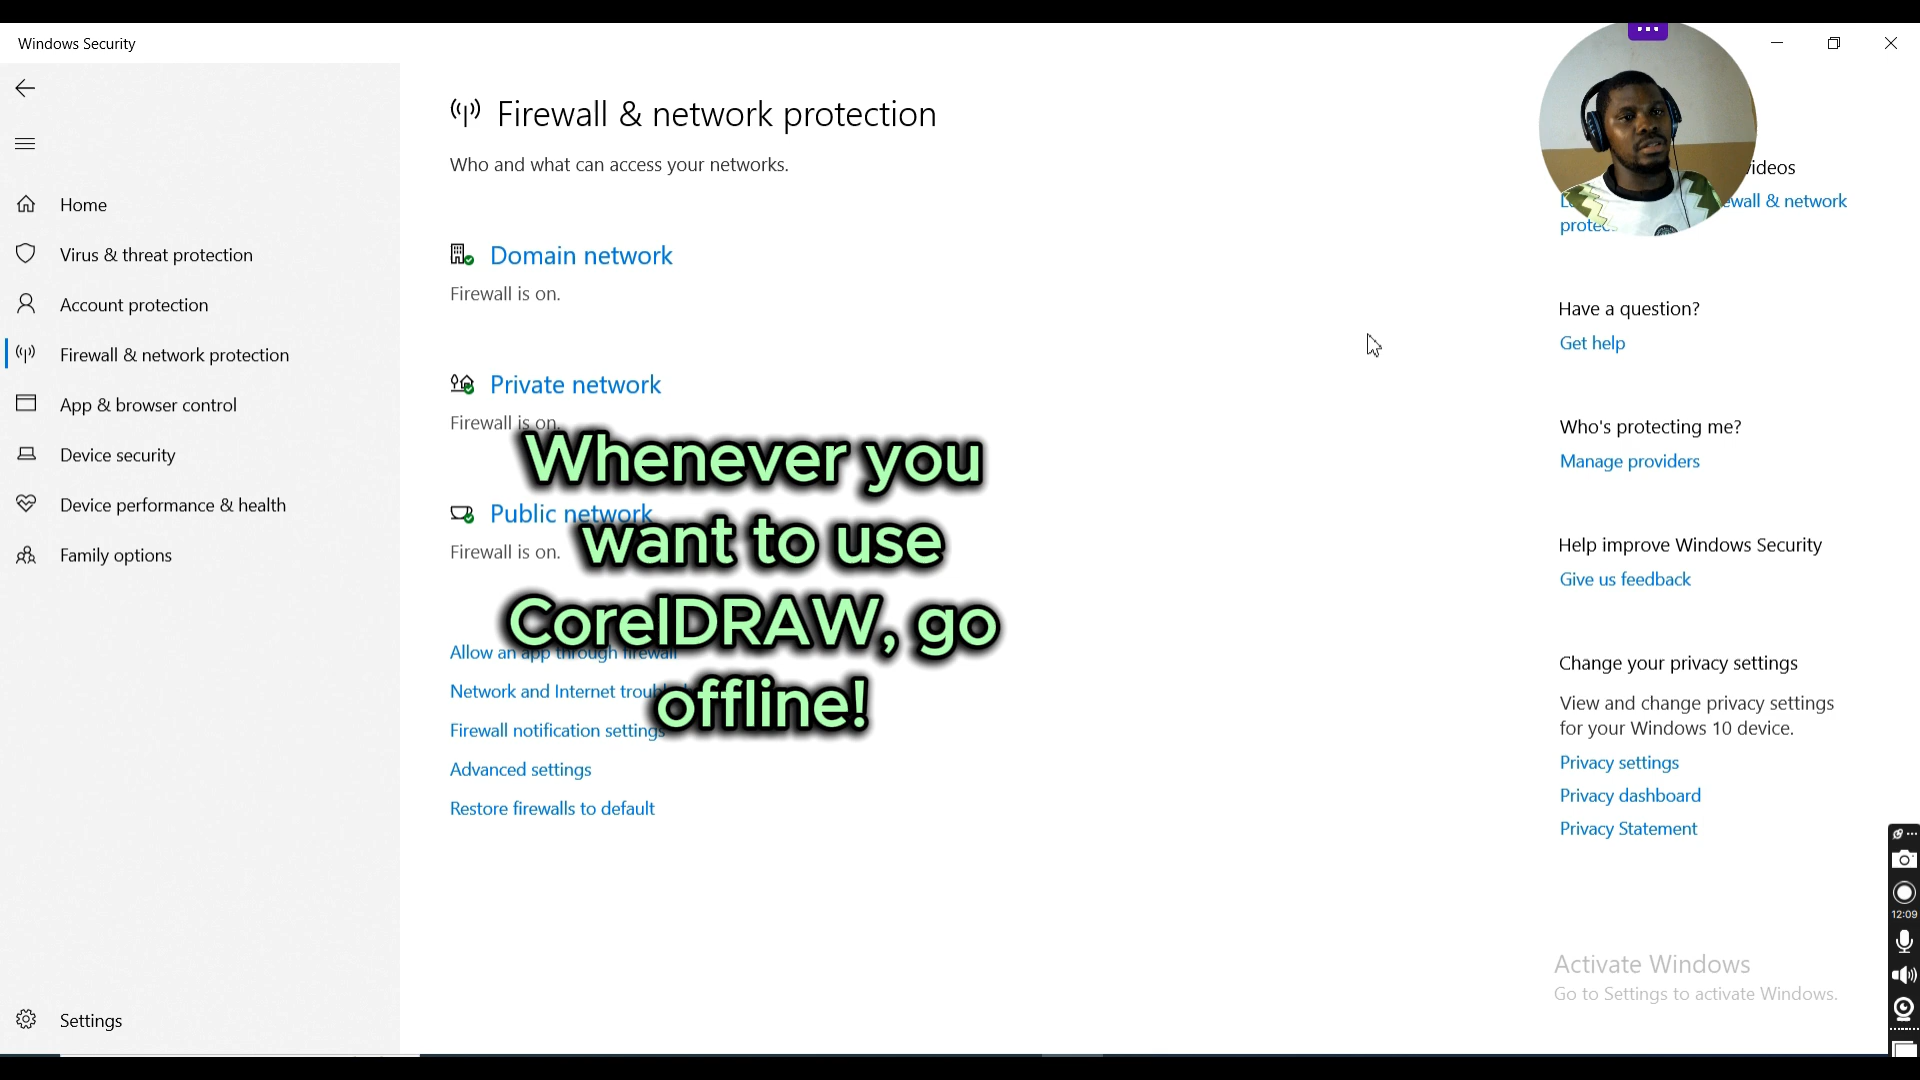 Windows Security
Home
Virus & threat protection
Account protection
Firewall & network protection
App & browser control
Device security
Device performance & health
Family options
Settings
Firewall & network protection
Who and what can access your networks.
Domain network
Firewall is on.
Private network
Firewall is on.
Public network
Firewall is on.
Whenever you
want to use
CorelDRAW, go
offline!
Allow an app through firewall
Network and Internet
Firewall notification settings
Advanced settings
Restore firewalls to default
videos
& network
Have a question?
Get help
Who's protecting me?
Manage providers
Help improve Windows Security
Give us feedback
Change your privacy settings
View and change privacy settings
for your Windows 10 device.
Privacy settings
Privacy dashboard
Privacy Statement
Activate Windows
Go to Settings to activate Windows.
12:09